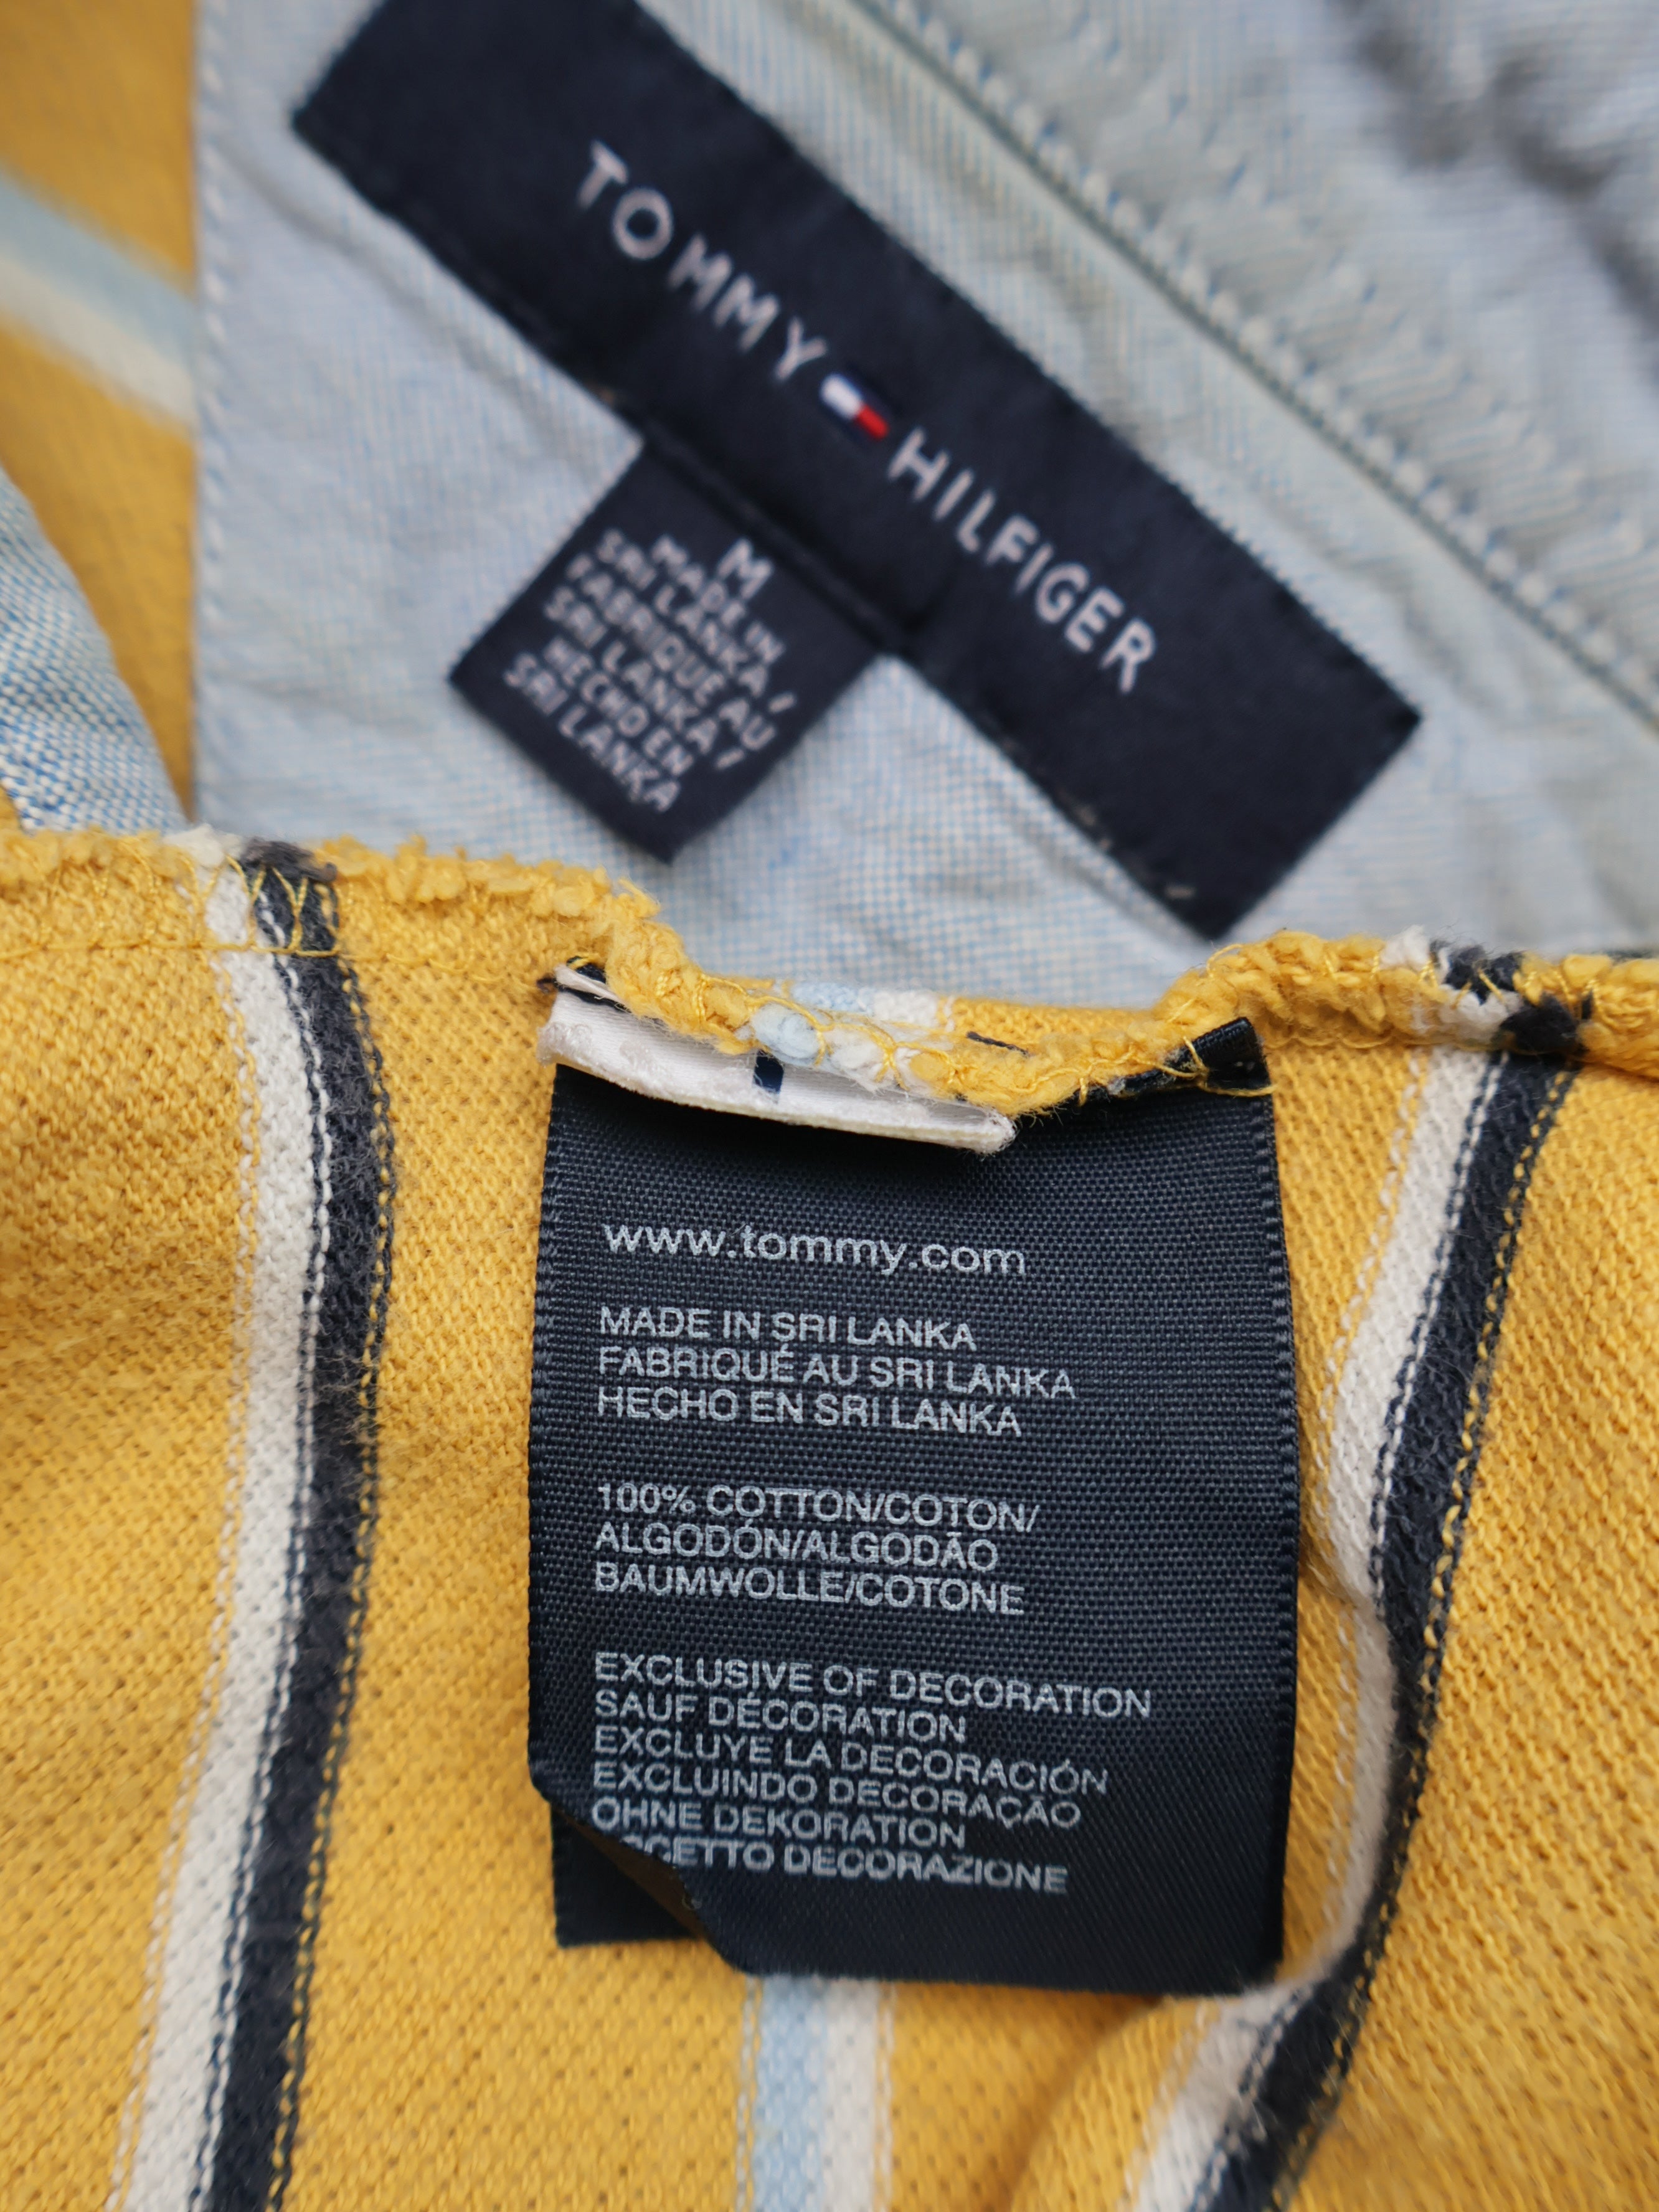 TOMMY HILFIGER
M
MADE IN
SRI LANKA /
FABRIQUE AU
SRI LANKA /
HECHO EN
SRI LANKA
www.tommy.com
MADE IN SRI LANKA
FABRIQUÉ AU SRI LANKA
HECHO EN SRI LANKA
100% COTTON/COTON/
ALGODÓN/ALGODÃO
BAUMWOLLE/COTONE
EXCLUSIVE OF DECORATION
SAUF DÉCORATION
EXCLUYE LA DECORACIÓN
EXCLUINDO DECORAÇÃO
OHNE DEKORATION
DECORAZIONE